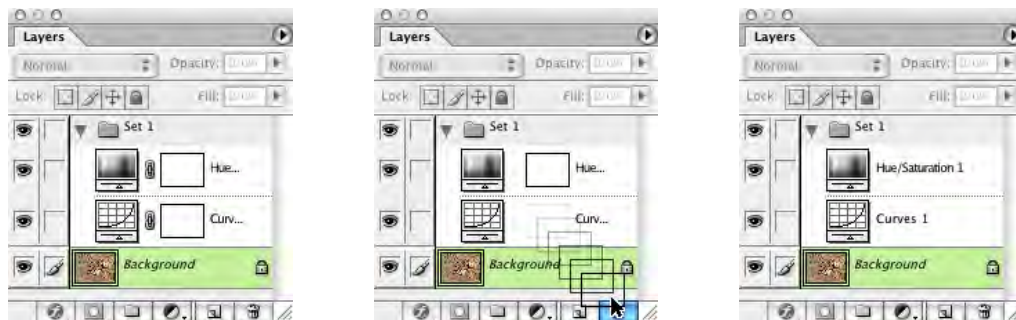 Layers
Normal
Opacity:
Lock:
Fill:
Set 1
Hue...
Curv...
Background
Layers
Normal
Opacity:
Lock:
Fill:
Set 1
Hue...
Curv...
Background
Layers
Normal
Opacity:
Lock:
Fill:
Set 1
Hue/Saturation 1
Curves 1
Background